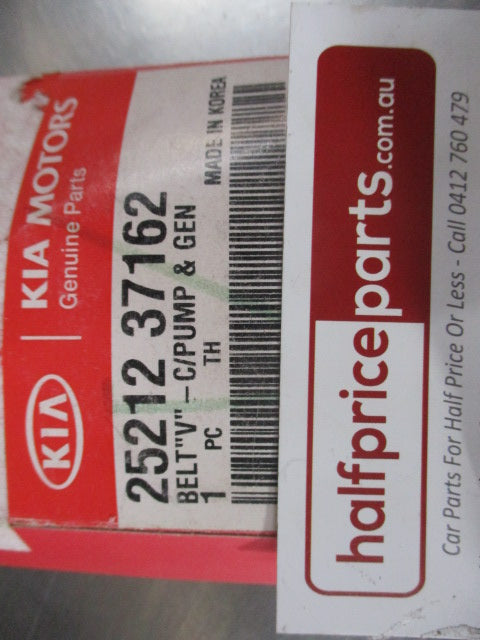 KIA
KIA MOTORS
Genuine Parts
25212 37162
BELT"V"-C/PUMP & GEN
1 PC TH
MADE IN KOREA
halfpriceparts.com.au
Car Parts For Half Price Or Less - Call 0412 760 479